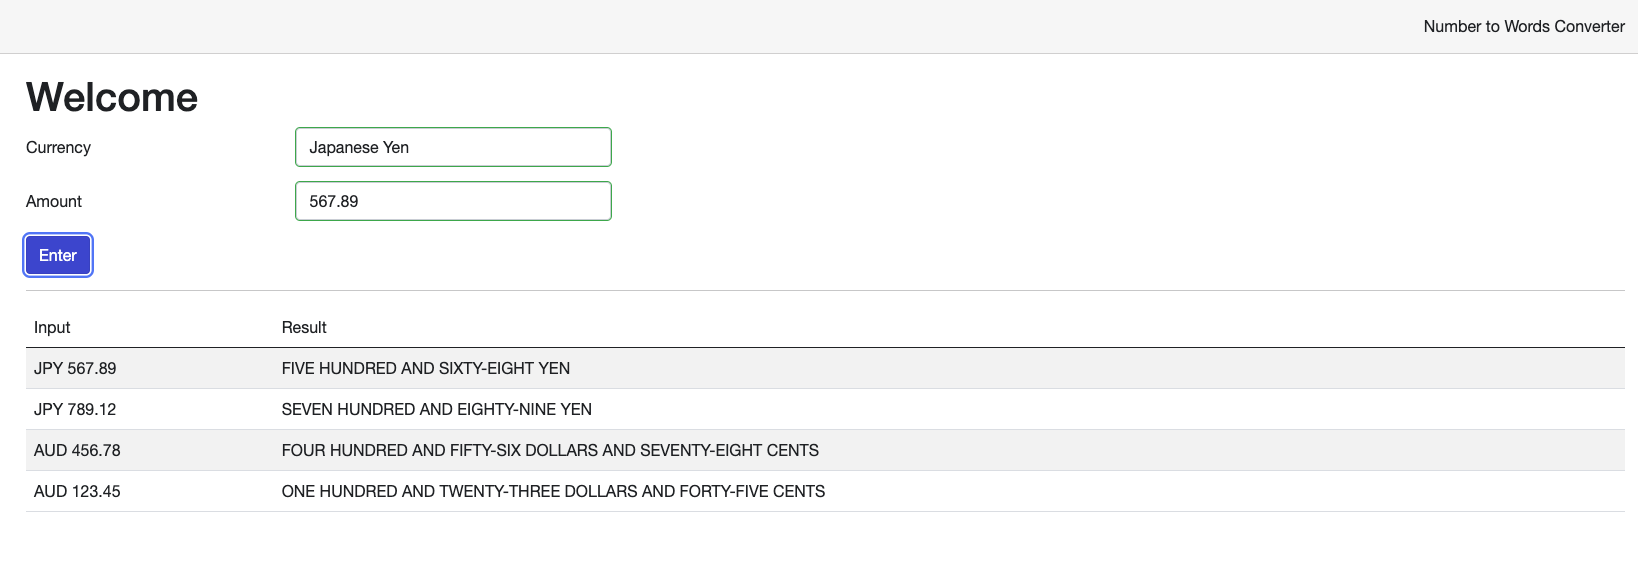 Number to Words Converter
Welcome
Currency Japanese Yen
Amount 567.89
Enter
Input Result
JPY 567.89 FIVE HUNDRED AND SIXTY-EIGHT YEN
JPY 789.12 SEVEN HUNDRED AND EIGHTY-NINE YEN
AUD 456.78 FOUR HUNDRED AND FIFTY-SIX DOLLARS AND SEVENTY-EIGHT CENTS
AUD 123.45 ONE HUNDRED AND TWENTY-THREE DOLLARS AND FORTY-FIVE CENTS